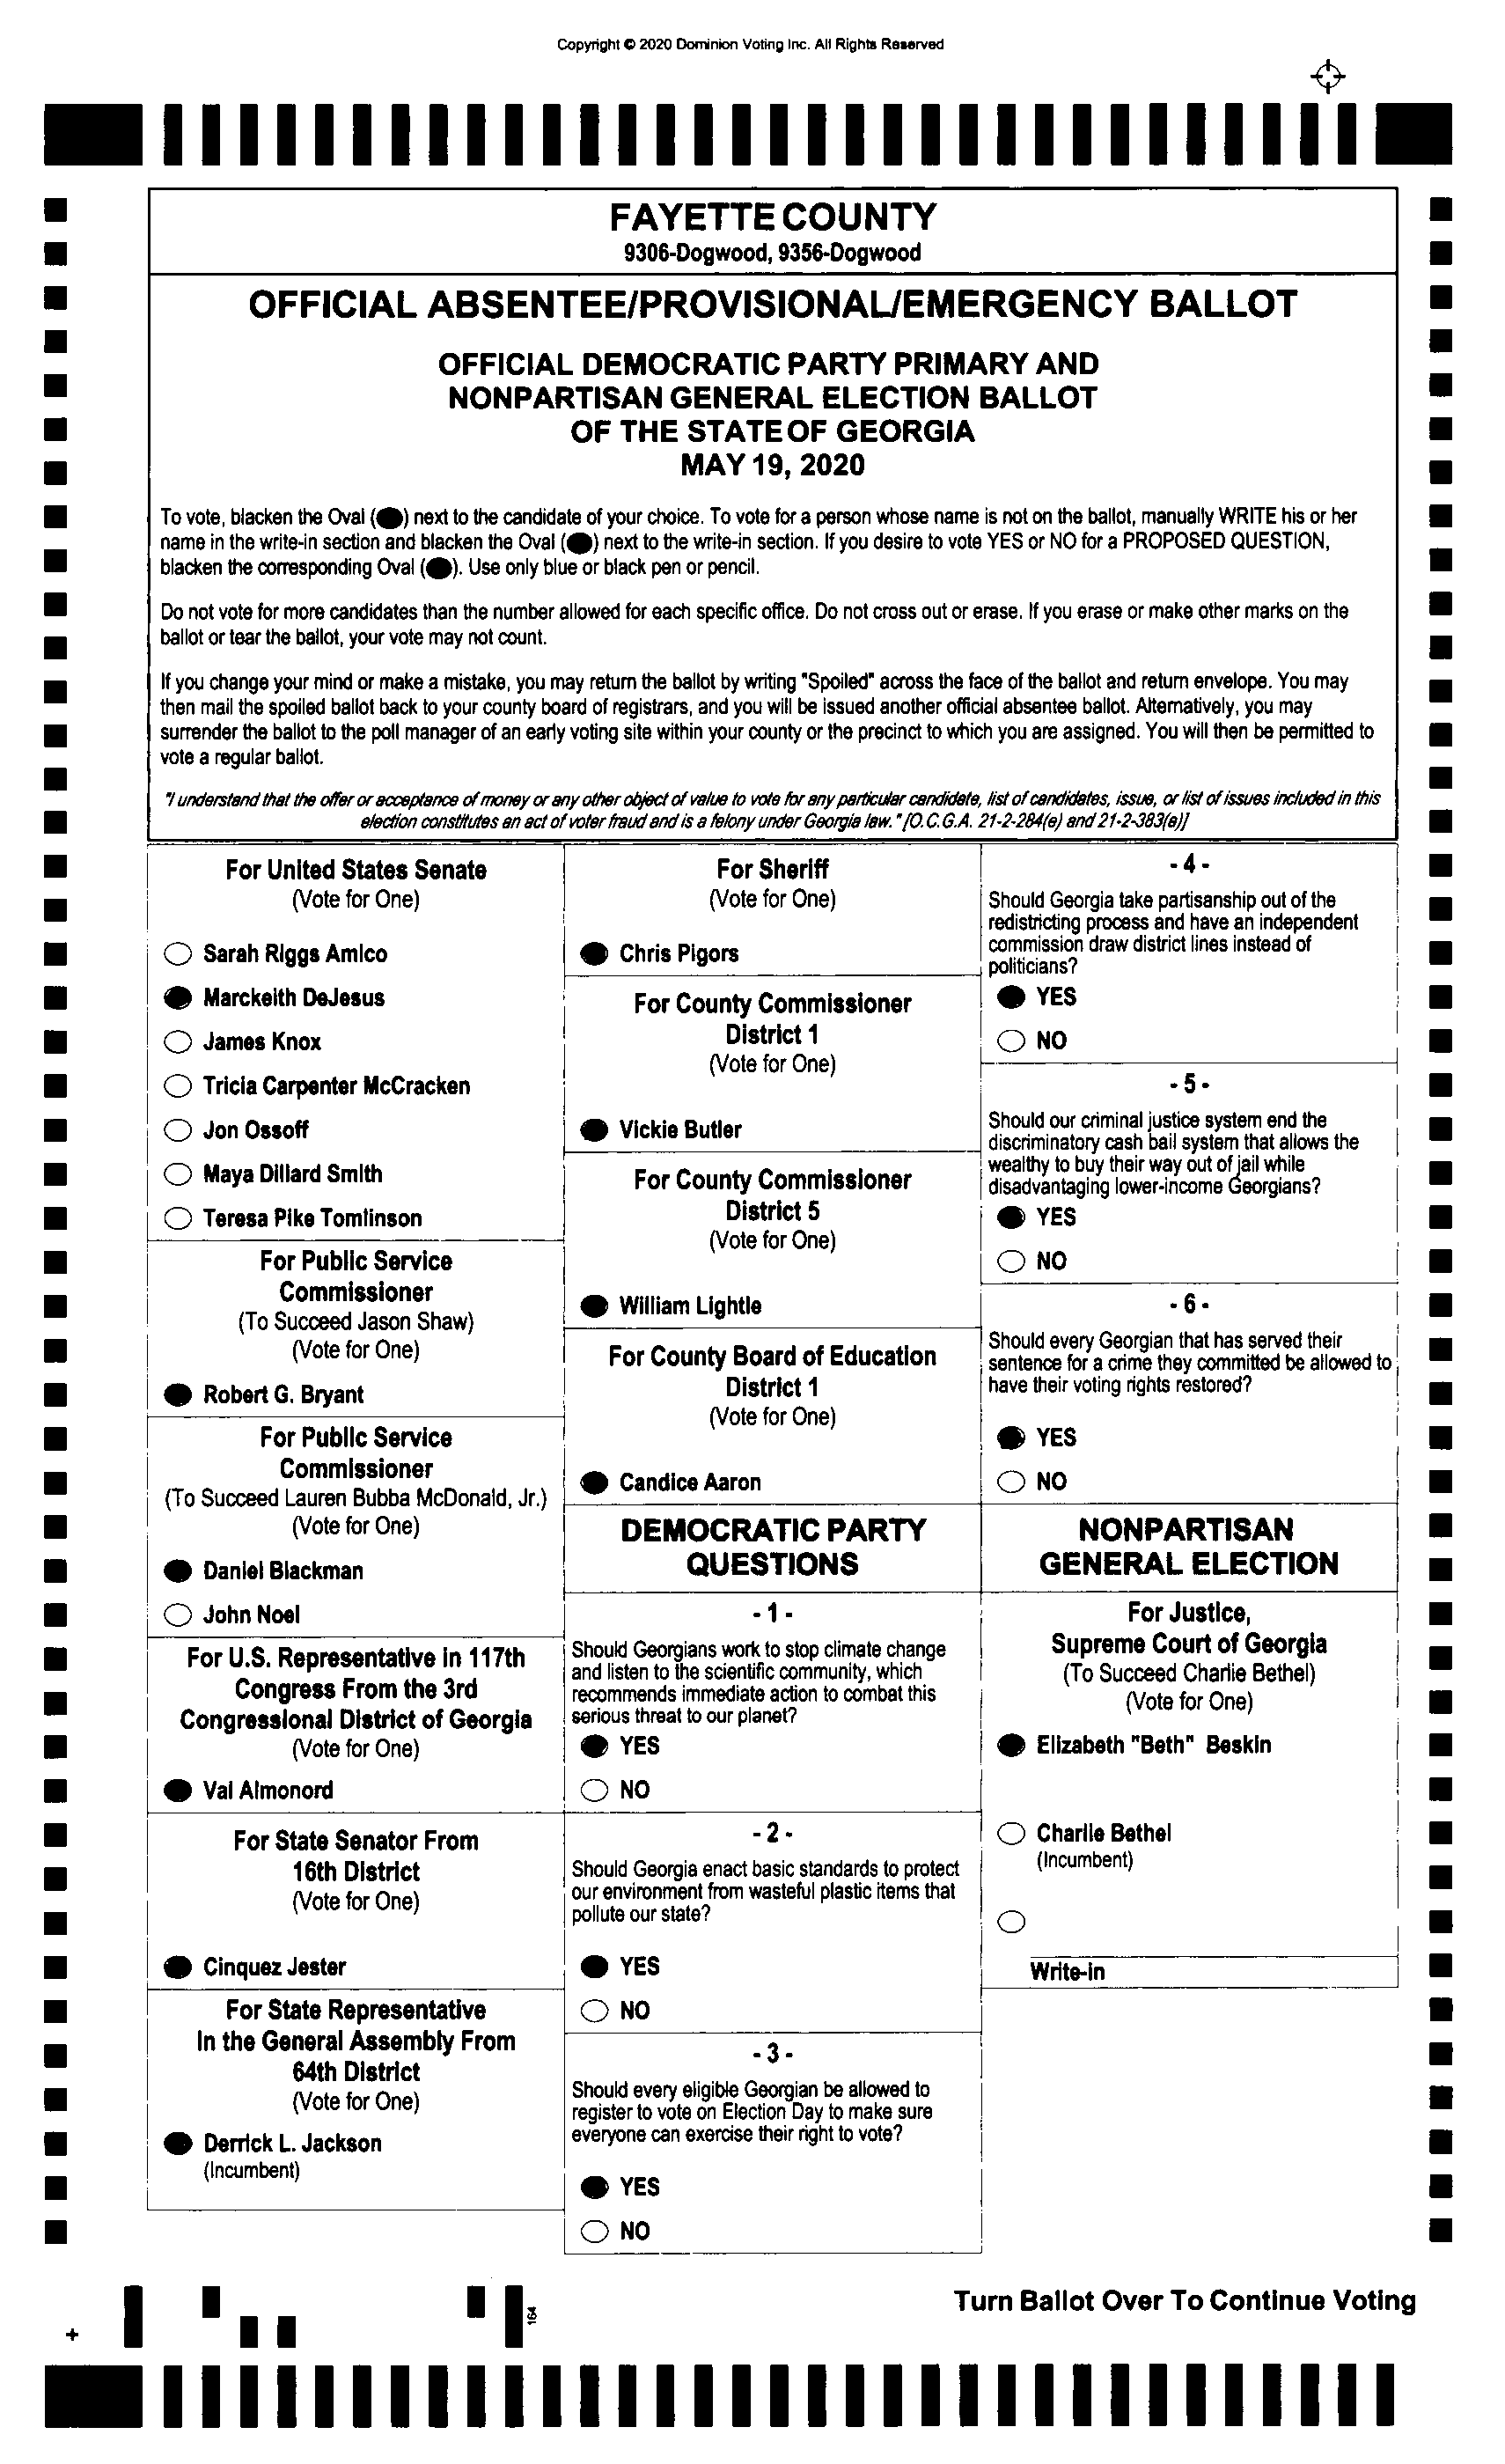 Copyright © 2020 Dominion Voting Inc. All Rights Reserved
FAYETTE COUNTY
9306-Dogwood, 9356-Dogwood
OFFICIAL ABSENTEE/PROVISIONAL/EMERGENCY BALLOT
OFFICIAL DEMOCRATIC PARTY PRIMARY AND
NONPARTISAN GENERAL ELECTION BALLOT
OF THE STATE OF GEORGIA
MAY 19, 2020
To vote, blacken the Oval (⬬) next to the candidate of your choice. To vote for a person whose name is not on the ballot, manually WRITE his or her
name in the write-in section and blacken the Oval (⬬) next to the write-in section. If you desire to vote YES or NO for a PROPOSED QUESTION,
blacken the corresponding Oval (⬬). Use only blue or black pen or pencil.
Do not vote for more candidates than the number allowed for each specific office. Do not cross out or erase. If you erase or make other marks on the
ballot or tear the ballot, your vote may not count.
If you change your mind or make a mistake, you may return the ballot by writing "Spoiled" across the face of the ballot and return envelope. You may
then mail the spoiled ballot back to your county board of registrars, and you will be issued another official absentee ballot. Alternatively, you may
surrender the ballot to the poll manager of an early voting site within your county or the precinct to which you are assigned. You will then be permitted to
vote a regular ballot.
"I understand that the offer or acceptance of money or any other object of value to vote for any particular candidate, list of candidates, issue, or list of issues included in this
election constitutes an act of voter fraud and is a felony under Georgia law." [O.C.G.A. 21-2-284(e) and 21-2-383(a)]
For United States Senate
(Vote for One)
Sarah Riggs Amico
Marckeith DeJesus
James Knox
Tricia Carpenter McCracken
Jon Ossoff
Maya Dillard Smith
Teresa Pike Tomlinson
For Public Service
Commissioner
(To Succeed Jason Shaw)
(Vote for One)
Robert G. Bryant
For Public Service
Commissioner
(To Succeed Lauren Bubba McDonald, Jr.)
(Vote for One)
Daniel Blackman
John Noel
For U.S. Representative in 117th
Congress From the 3rd
Congressional District of Georgia
(Vote for One)
Val Almonord
For State Senator From
16th District
(Vote for One)
Cinquez Jester
For State Representative
In the General Assembly From
64th District
(Vote for One)
Derrick L. Jackson
(Incumbent)
For Sheriff
(Vote for One)
Chris Pigors
For County Commissioner
District 1
(Vote for One)
Vickie Butler
For County Commissioner
District 5
(Vote for One)
William Lightle
For County Board of Education
District 1
(Vote for One)
Candice Aaron
DEMOCRATIC PARTY
QUESTIONS
- 1 -
Should Georgians work to stop climate change
and listen to the scientific community, which
recommends immediate action to combat this
serious threat to our planet?
YES
NO
- 2 -
Should Georgia enact basic standards to protect
our environment from wasteful plastic items that
pollute our state?
YES
NO
- 3 -
Should every eligible Georgian be allowed to
register to vote on Election Day to make sure
everyone can exercise their right to vote?
YES
NO
- 4 -
Should Georgia take partisanship out of the
redistricting process and have an independent
commission draw district lines instead of
politicians?
YES
NO
- 5 -
Should our criminal justice system end the
discriminatory cash bail system that allows the
wealthy to buy their way out of jail while
disadvantaging lower-income Georgians?
YES
NO
- 6 -
Should every Georgian that has served their
sentence for a crime they committed be allowed to
have their voting rights restored?
YES
NO
NONPARTISAN
GENERAL ELECTION
For Justice,
Supreme Court of Georgia
(To Succeed Charlie Bethel)
(Vote for One)
Elizabeth "Beth" Beskin
Charlie Bethel
(Incumbent)
Write-in
164
Turn Ballot Over To Continue Voting